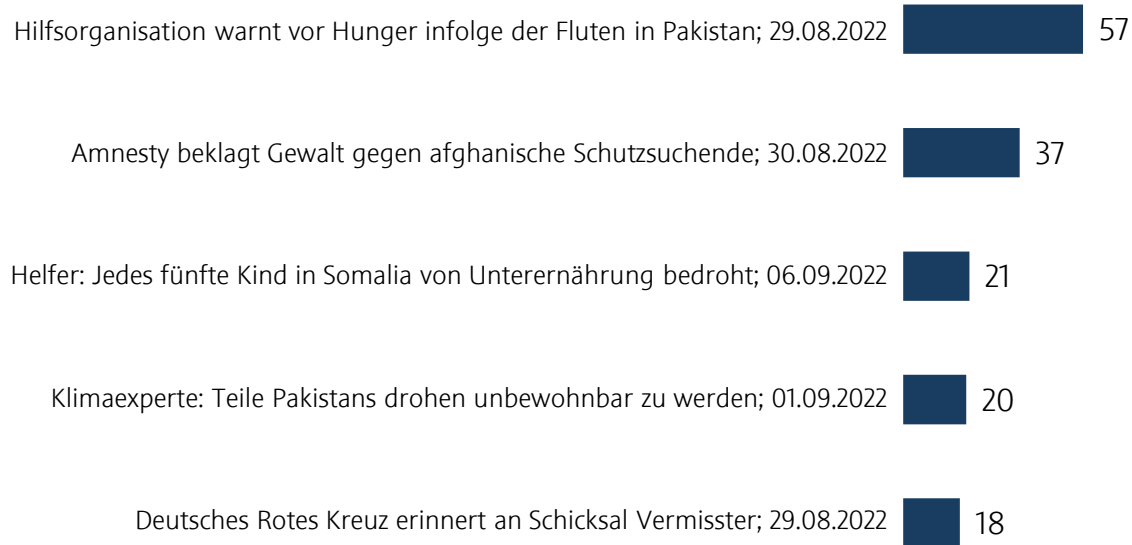 Hilfsorganisation warnt vor Hunger infolge der Fluten in Pakistan; 29.08.2022 57
Amnesty beklagt Gewalt gegen afghanische Schutzsuchende; 30.08.2022 37
Helfer: Jedes fünfte Kind in Somalia von Unterernährung bedroht; 06.09.2022 21
Klimaexperte: Teile Pakistans drohen unbewohnbar zu werden; 01.09.2022 20
Deutsches Rotes Kreuz erinnert an Schicksal Vermisster; 29.08.2022 18